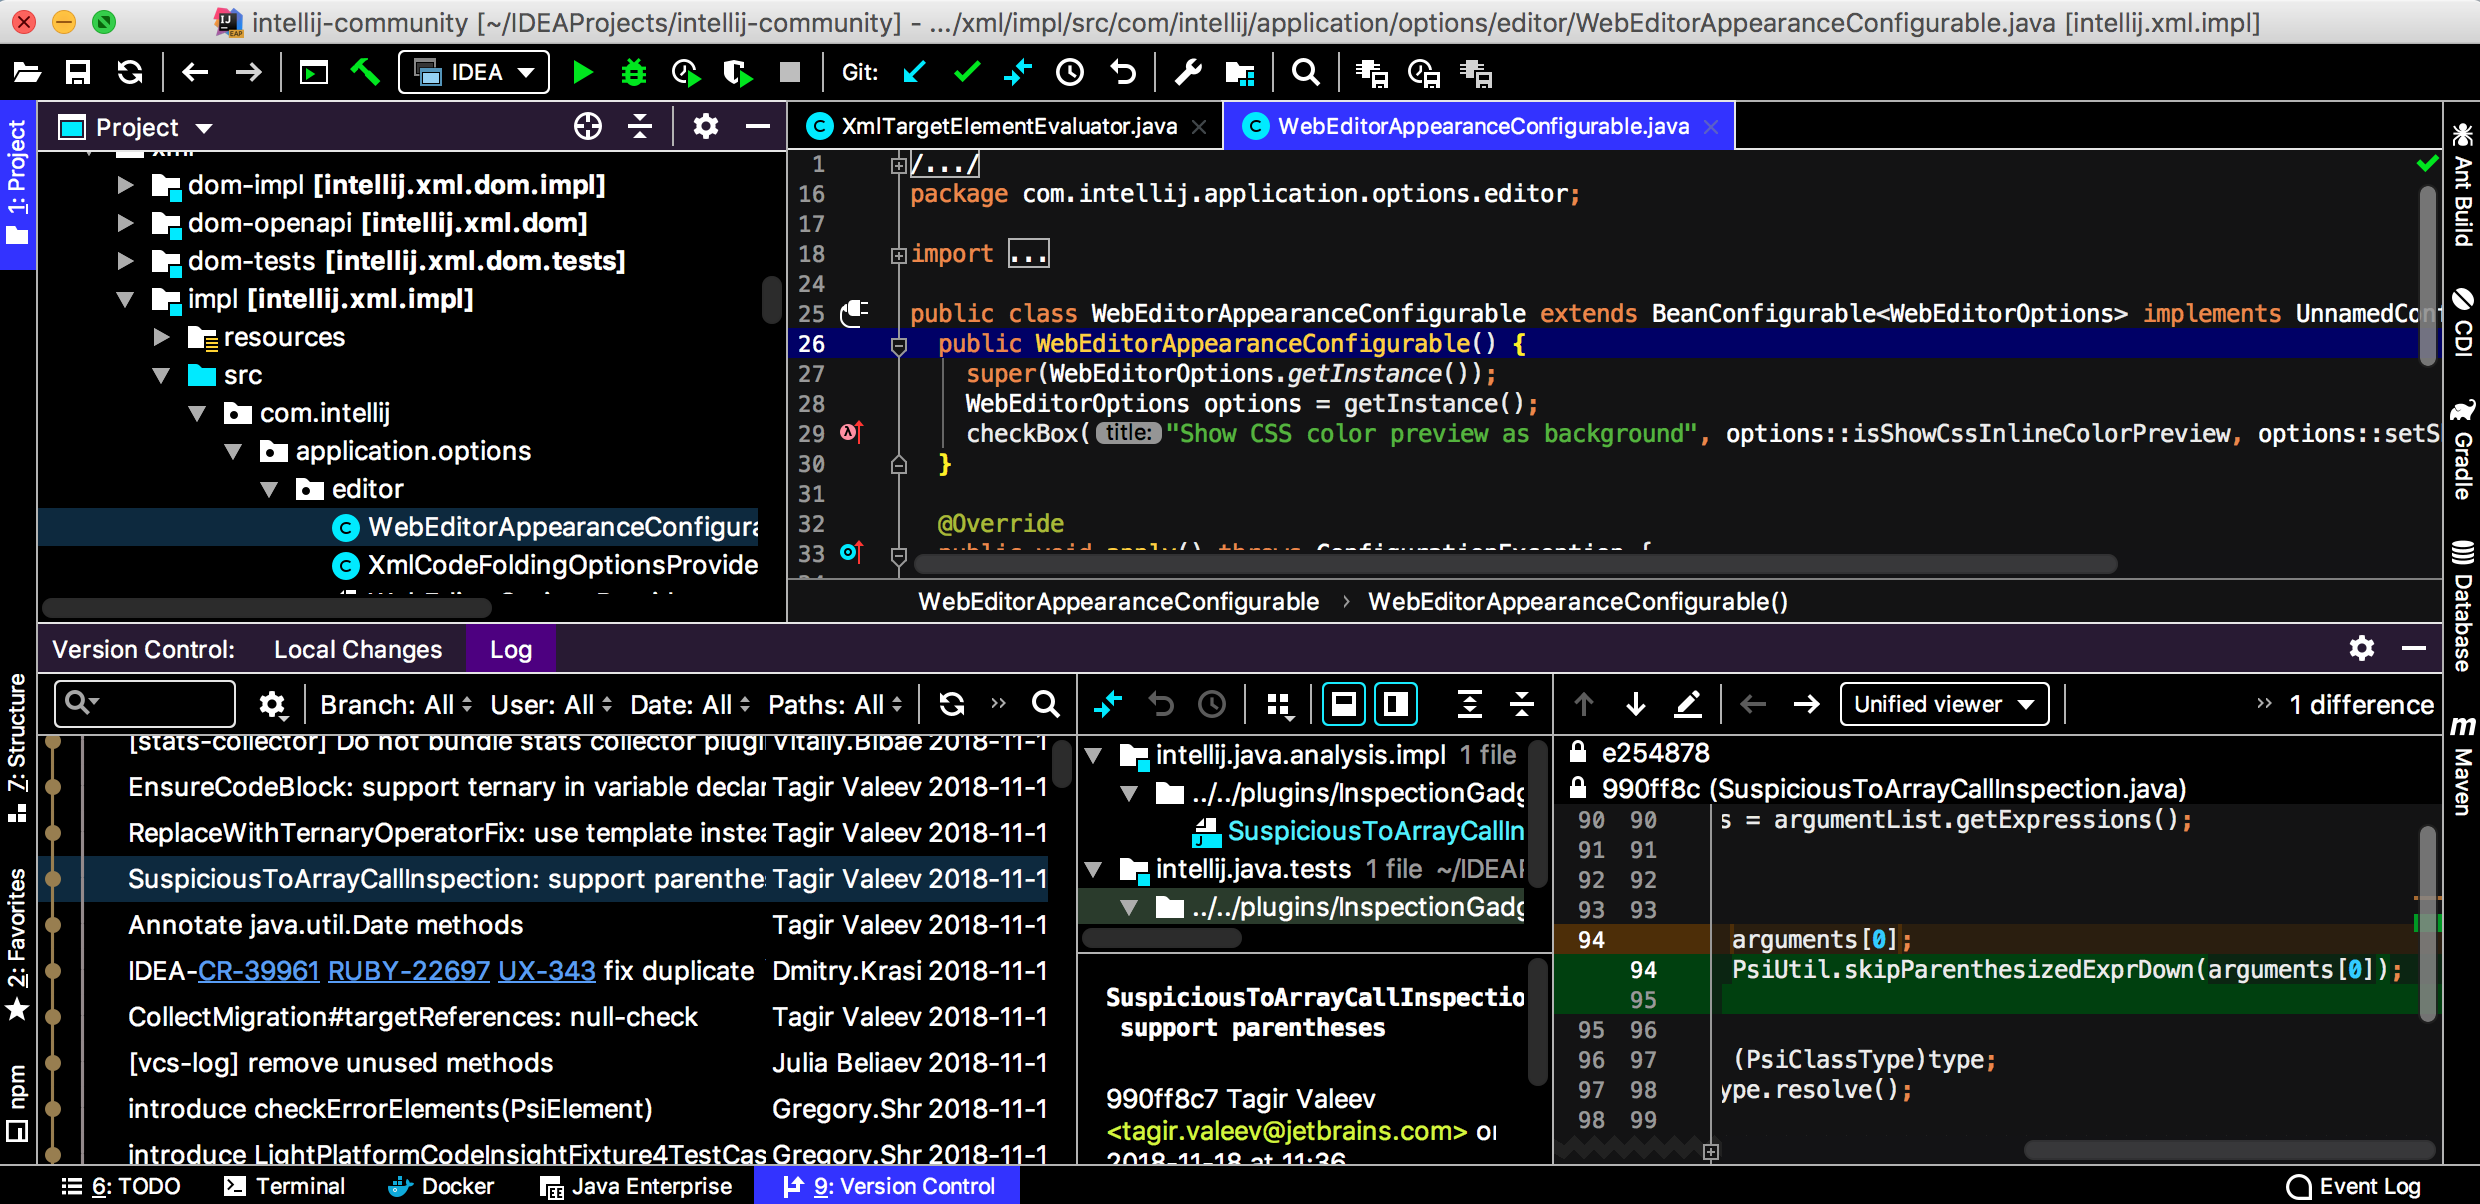 intellij-community [~/IDEAProjects/intellij-community] - .../xml/impl/src/com/intellij/application/options/editor/WebEditorAppearanceConfigurable.java [intellij.xml.impl]
IDEA
Git:
1: Project
7: Structure
2: Favorites
npm
Project
xml
dom-impl [intellij.xml.dom.impl]
dom-openapi [intellij.xml.dom]
dom-tests [intellij.xml.dom.tests]
impl [intellij.xml.impl]
resources
src
com.intellij
application.options
editor
WebEditorAppearanceConfigura
XmlCodeFoldingOptionsProvide
XmlTargetElementEvaluator.java
WebEditorAppearanceConfigurable.java
1 /.../
16 package com.intellij.application.options.editor;
17
18 import ...
24
25 public class WebEditorAppearanceConfigurable extends BeanConfigurable<WebEditorOptions> implements UnnamedConf
26 public WebEditorAppearanceConfigurable() {
27 super(WebEditorOptions.getInstance());
28 WebEditorOptions options = getInstance();
29 checkBox( title: "Show CSS color preview as background", options::isShowCssInlineColorPreview, options::setS
30 }
31
32 @Override
33 public void apply() throws ConfigurationException {
WebEditorAppearanceConfigurable › WebEditorAppearanceConfigurable()
Ant Build
CDI
Gradle
Database
Maven
Version Control: Local Changes Log
Branch: All User: All Date: All Paths: All
[stats-collector] Do not bundle stats collector plugi Vitaliy.Bibae 2018-11-1
EnsureCodeBlock: support ternary in variable declar Tagir Valeev 2018-11-1
ReplaceWithTernaryOperatorFix: use template instea Tagir Valeev 2018-11-1
SuspiciousToArrayCallInspection: support parenthe Tagir Valeev 2018-11-1
Annotate java.util.Date methods Tagir Valeev 2018-11-1
IDEA-CR-39961 RUBY-22697 UX-343 fix duplicate Dmitry.Krasi 2018-11-1
CollectMigration#targetReferences: null-check Tagir Valeev 2018-11-1
[vcs-log] remove unused methods Julia Beliaev 2018-11-1
introduce checkErrorElements(PsiElement) Gregory.Shr 2018-11-1
introduce LightPlatformCodeInsightFixture4TestCas Gregory.Shr 2018-11-1
intellij.java.analysis.impl 1 file
../../plugins/InspectionGadg
SuspiciousToArrayCallIn
intellij.java.tests 1 file ~/IDEAP
../../plugins/InspectionGadg
SuspiciousToArrayCallInspectio
support parentheses
990ff8c7 Tagir Valeev
<tagir.valeev@jetbrains.com> on
2018-11-18 at 11:36
Unified viewer
1 difference
e254878
990ff8c (SuspiciousToArrayCallInspection.java)
90 90 s = argumentList.getExpressions();
91 91
92 92
93 93
94 arguments[0];
94 PsiUtil.skipParenthesizedExprDown(arguments[0]);
95
95 96
96 97 (PsiClassType)type;
97 98 ype.resolve();
98 99
6: TODO Terminal Docker Java Enterprise 9: Version Control Event Log